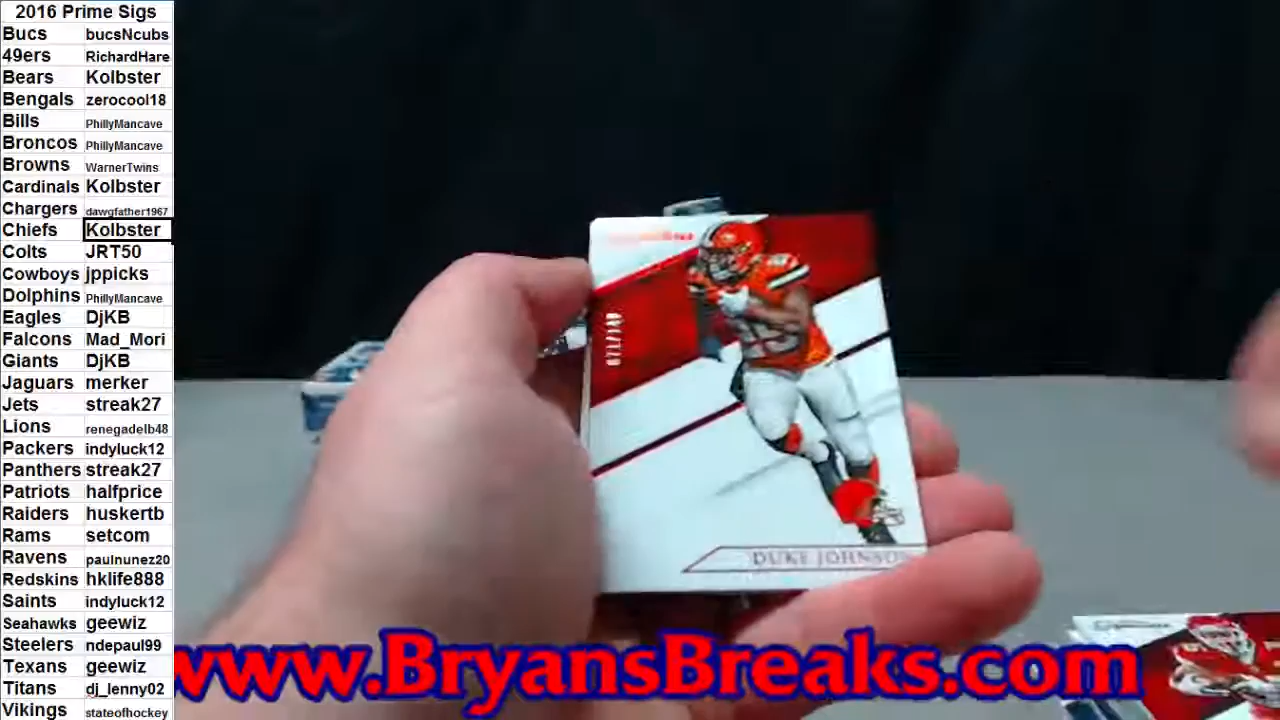 2016 Prime Sigs
Bucs bucsNcubs
49ers RichardHare
Bears Kolbster
Bengals zerocool18
Bills PhillyMancave
Broncos PhillyMancave
Browns WarnerTwins
Cardinals Kolbster
Chargers dawgfather1967
Chiefs Kolbster
Colts JRT50
Cowboys jppicks
Dolphins PhillyMancave
Eagles DjKB
Falcons Mad_Mori
Giants DjKB
Jaguars merker
Jets streak27
Lions renegadelb48
Packers indyluck12
Panthers streak27
Patriots halfprice
Raiders huskertb
Rams setcom
Ravens paulnunez20
Redskins hklife888
Saints indyluck12
Seahawks geewiz
Steelers ndepaul99
Texans geewiz
Titans dj_lenny02
Vikings stateofhockey
DUKE JOHNSON
www.BryansBreaks.com